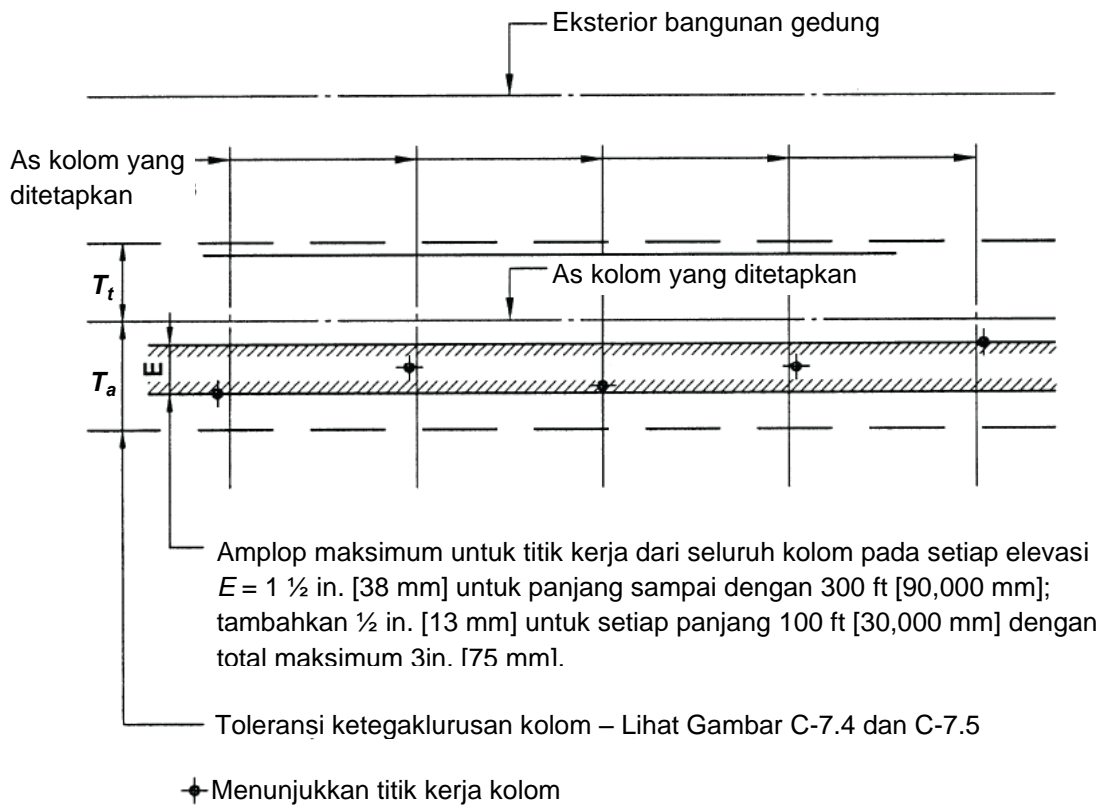 Eksterior bangunan gedung
As kolom yang
ditetapkan
As kolom yang ditetapkan
Tt
E
Ta
Amplop maksimum untuk titik kerja dari seluruh kolom pada setiap elevasi
E = 1 ½ in. [38 mm] untuk panjang sampai dengan 300 ft [90,000 mm];
tambahkan ½ in. [13 mm] untuk setiap panjang 100 ft [30,000 mm] dengan
total maksimum 3in. [75 mm].
Toleransi ketegaklurusan kolom – Lihat Gambar C-7.4 dan C-7.5
Menunjukkan titik kerja kolom